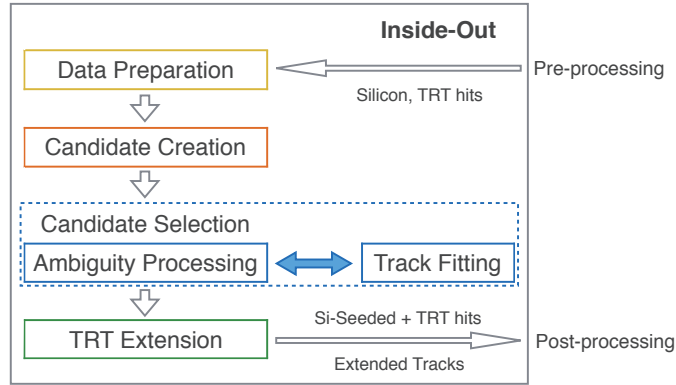 Inside-Out
Data Preparation
Pre-processing
Silicon, TRT hits
Candidate Creation
Candidate Selection
Ambiguity Processing
Track Fitting
Si-Seeded + TRT hits
TRT Extension
Post-processing
Extended Tracks